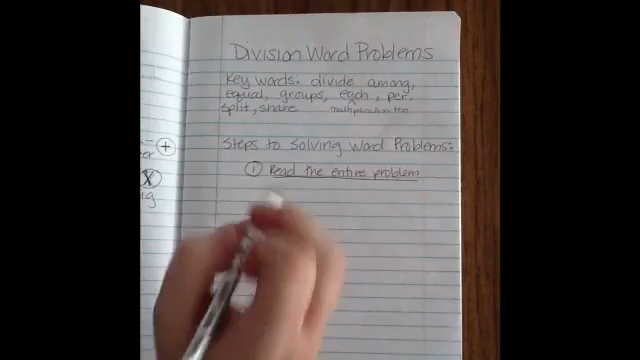 Division Word Problems
Key words: divide among,
equal, groups, each, per,
split, share multiplication too
Steps to Solving Word Problems:
① Read the entire problem
+
x